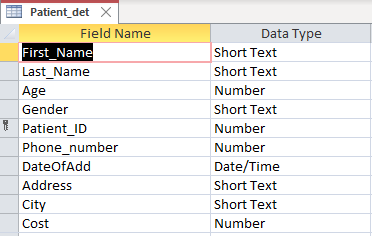 Patient_det
Field Name Data Type
First_Name Short Text
Last_Name Short Text
Age Number
Gender Short Text
Patient_ID Number
Phone_number Number
DateOfAdd Date/Time
Address Short Text
City Short Text
Cost Number